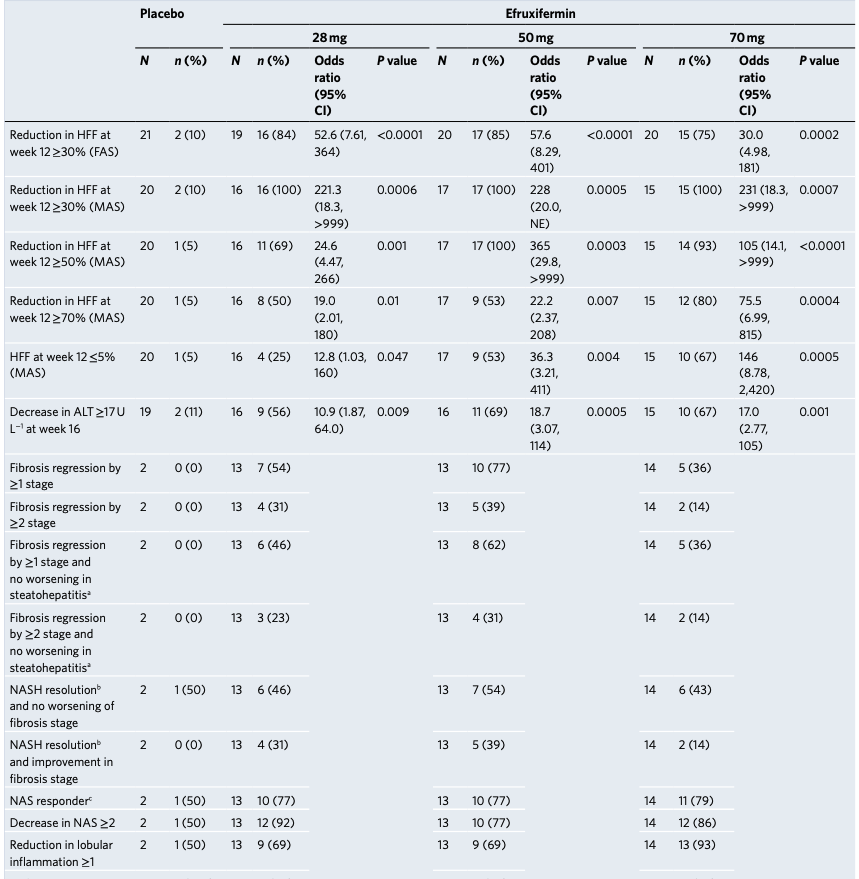 Placebo Efruxifermin
28 mg 50 mg 70 mg
N n (%) N n (%) Odds ratio (95% CI) P value N n (%) Odds ratio (95% CI) P value N n (%) Odds ratio (95% CI) P value
Reduction in HFF at week 12 ≥30% (FAS) 21 2 (10) 19 16 (84) 52.6 (7.61, 364) <0.0001 20 17 (85) 57.6 (8.29, 401) <0.0001 20 15 (75) 30.0 (4.98, 181) 0.0002
Reduction in HFF at week 12 ≥30% (MAS) 20 2 (10) 16 16 (100) 221.3 (18.3, >999) 0.0006 17 17 (100) 228 (20.0, NE) 0.0005 15 15 (100) 231 (18.3, >999) 0.0007
Reduction in HFF at week 12 ≥50% (MAS) 20 1 (5) 16 11 (69) 24.6 (4.47, 266) 0.001 17 17 (100) 365 (29.8, >999) 0.0003 15 14 (93) 105 (14.1, >999) <0.0001
Reduction in HFF at week 12 ≥70% (MAS) 20 1 (5) 16 8 (50) 19.0 (2.01, 180) 0.01 17 9 (53) 22.2 (2.37, 208) 0.007 15 12 (80) 75.5 (6.99, 815) 0.0004
HFF at week 12 ≤5% (MAS) 20 1 (5) 16 4 (25) 12.8 (1.03, 160) 0.047 17 9 (53) 36.3 (3.21, 411) 0.004 15 10 (67) 146 (8.78, 2,420) 0.0005
Decrease in ALT ≥17 U L⁻¹ at week 16 19 2 (11) 16 9 (56) 10.9 (1.87, 64.0) 0.009 16 11 (69) 18.7 (3.07, 114) 0.0005 15 10 (67) 17.0 (2.77, 105) 0.001
Fibrosis regression by ≥1 stage 2 0 (0) 13 7 (54) 13 10 (77) 14 5 (36)
Fibrosis regression by ≥2 stage 2 0 (0) 13 4 (31) 13 5 (39) 14 2 (14)
Fibrosis regression by ≥1 stage and no worsening in steatohepatitisᵃ 2 0 (0) 13 6 (46) 13 8 (62) 14 5 (36)
Fibrosis regression by ≥2 stage and no worsening in steatohepatitisᵃ 2 0 (0) 13 3 (23) 13 4 (31) 14 2 (14)
NASH resolutionᵇ and no worsening of fibrosis stage 2 1 (50) 13 6 (46) 13 7 (54) 14 6 (43)
NASH resolutionᵇ and improvement in fibrosis stage 2 0 (0) 13 4 (31) 13 5 (39) 14 2 (14)
NAS responderᶜ 2 1 (50) 13 10 (77) 13 10 (77) 14 11 (79)
Decrease in NAS ≥2 2 1 (50) 13 12 (92) 13 10 (77) 14 12 (86)
Reduction in lobular inflammation ≥1 2 1 (50) 13 9 (69) 13 9 (69) 14 13 (93)